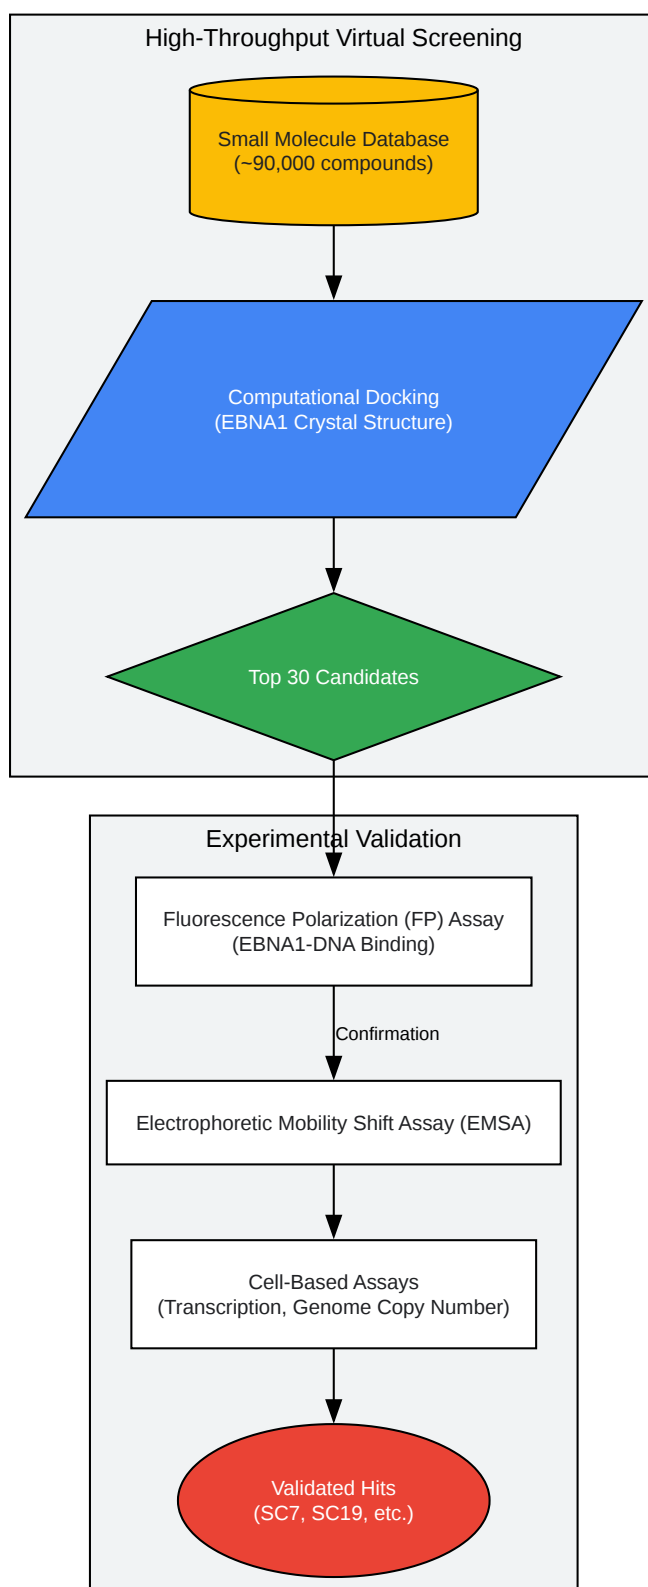 High-Throughput Virtual Screening
Small Molecule Database
(~90,000 compounds)
Computational Docking
(EBNA1 Crystal Structure)
Top 30 Candidates
Experimental Validation
Fluorescence Polarization (FP) Assay
(EBNA1-DNA Binding)
Confirmation
Electrophoretic Mobility Shift Assay (EMSA)
Cell-Based Assays
(Transcription, Genome Copy Number)
Validated Hits
(SC7, SC19, etc.)